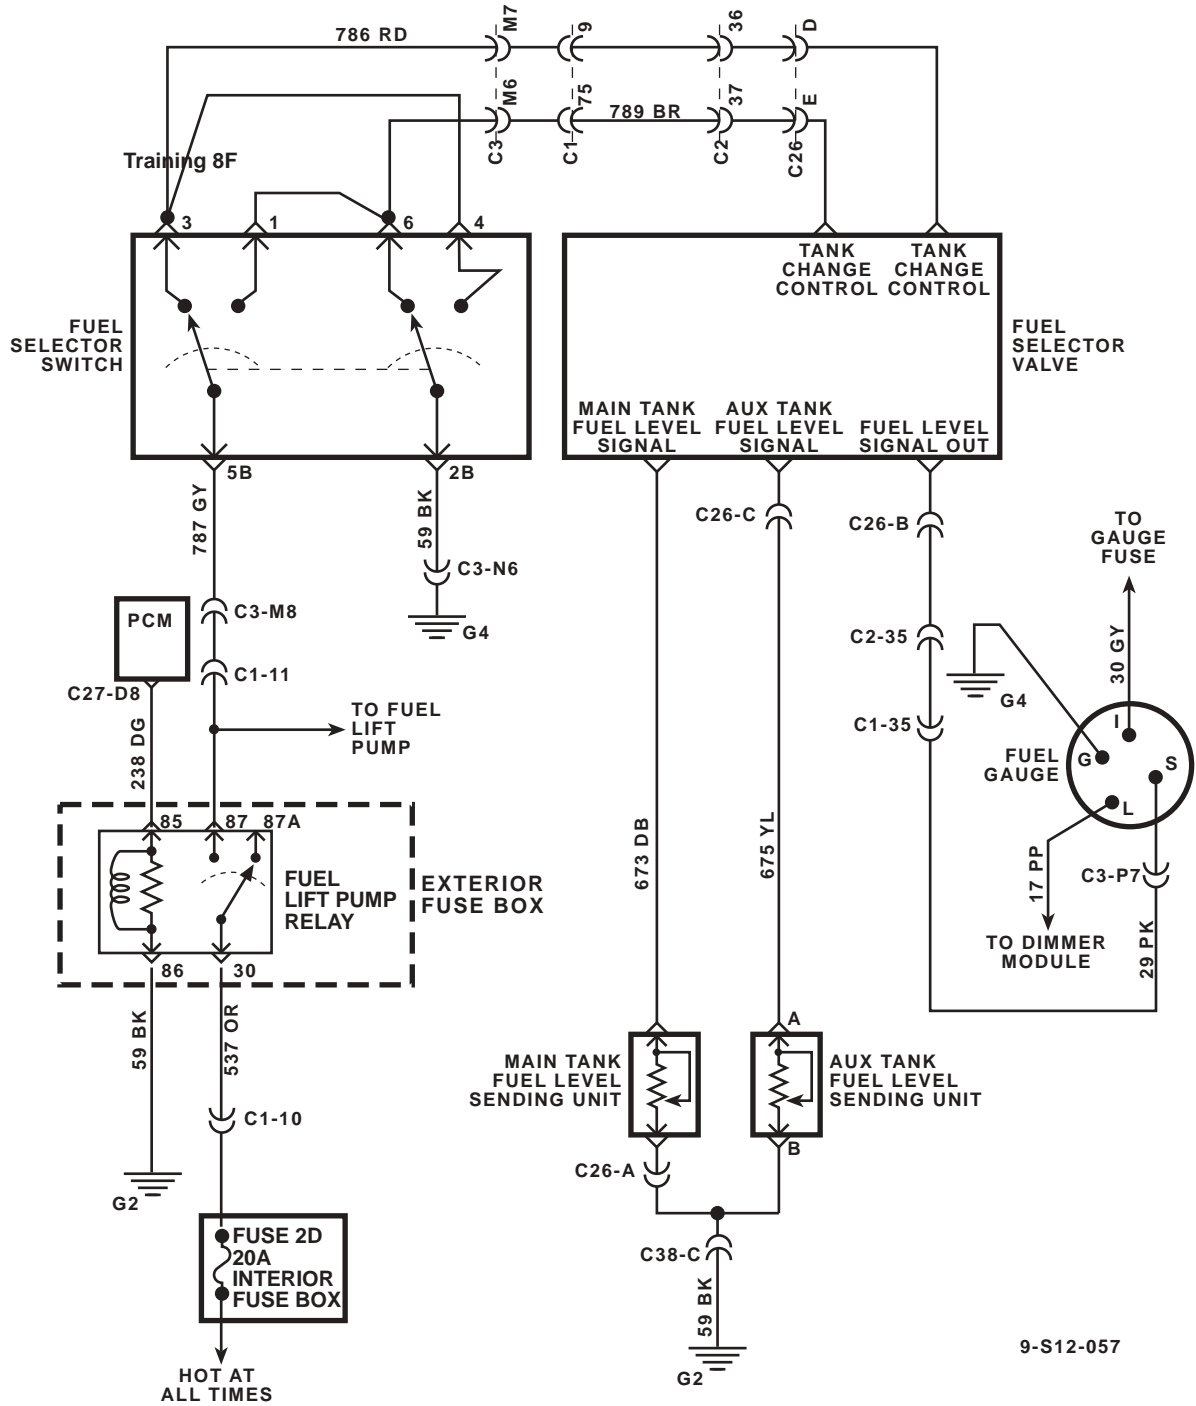 786 RD
M7
9
36
D
M6
75
789 BR
37
E
C3
C1
C2
C26
Training 8F
3
1
6
4
FUEL
SELECTOR
SWITCH
5B
2B
TANK
CHANGE
CONTROL
TANK
CHANGE
CONTROL
FUEL
SELECTOR
VALVE
MAIN TANK
FUEL LEVEL
SIGNAL
AUX TANK
FUEL LEVEL
SIGNAL
FUEL LEVEL
SIGNAL OUT
787 GY
59 BK
C3-N6
G4
C26-C
C26-B
TO
GAUGE
FUSE
PCM
C3-M8
C1-11
C27-D8
238 DG
TO FUEL
LIFT
PUMP
C2-35
C1-35
G4
30 GY
FUEL
GAUGE
I
G
S
L
17 PP
TO DIMMER
MODULE
C3-P7
29 PK
85
87
87A
FUEL
LIFT PUMP
RELAY
EXTERIOR
FUSE BOX
86
30
59 BK
537 OR
C1-10
G2
FUSE 2D
20A
INTERIOR
FUSE BOX
HOT AT
ALL TIMES
673 DB
675 YL
MAIN TANK
FUEL LEVEL
SENDING UNIT
A
AUX TANK
FUEL LEVEL
SENDING UNIT
B
C26-A
C38-C
59 BK
G2
9-S12-057